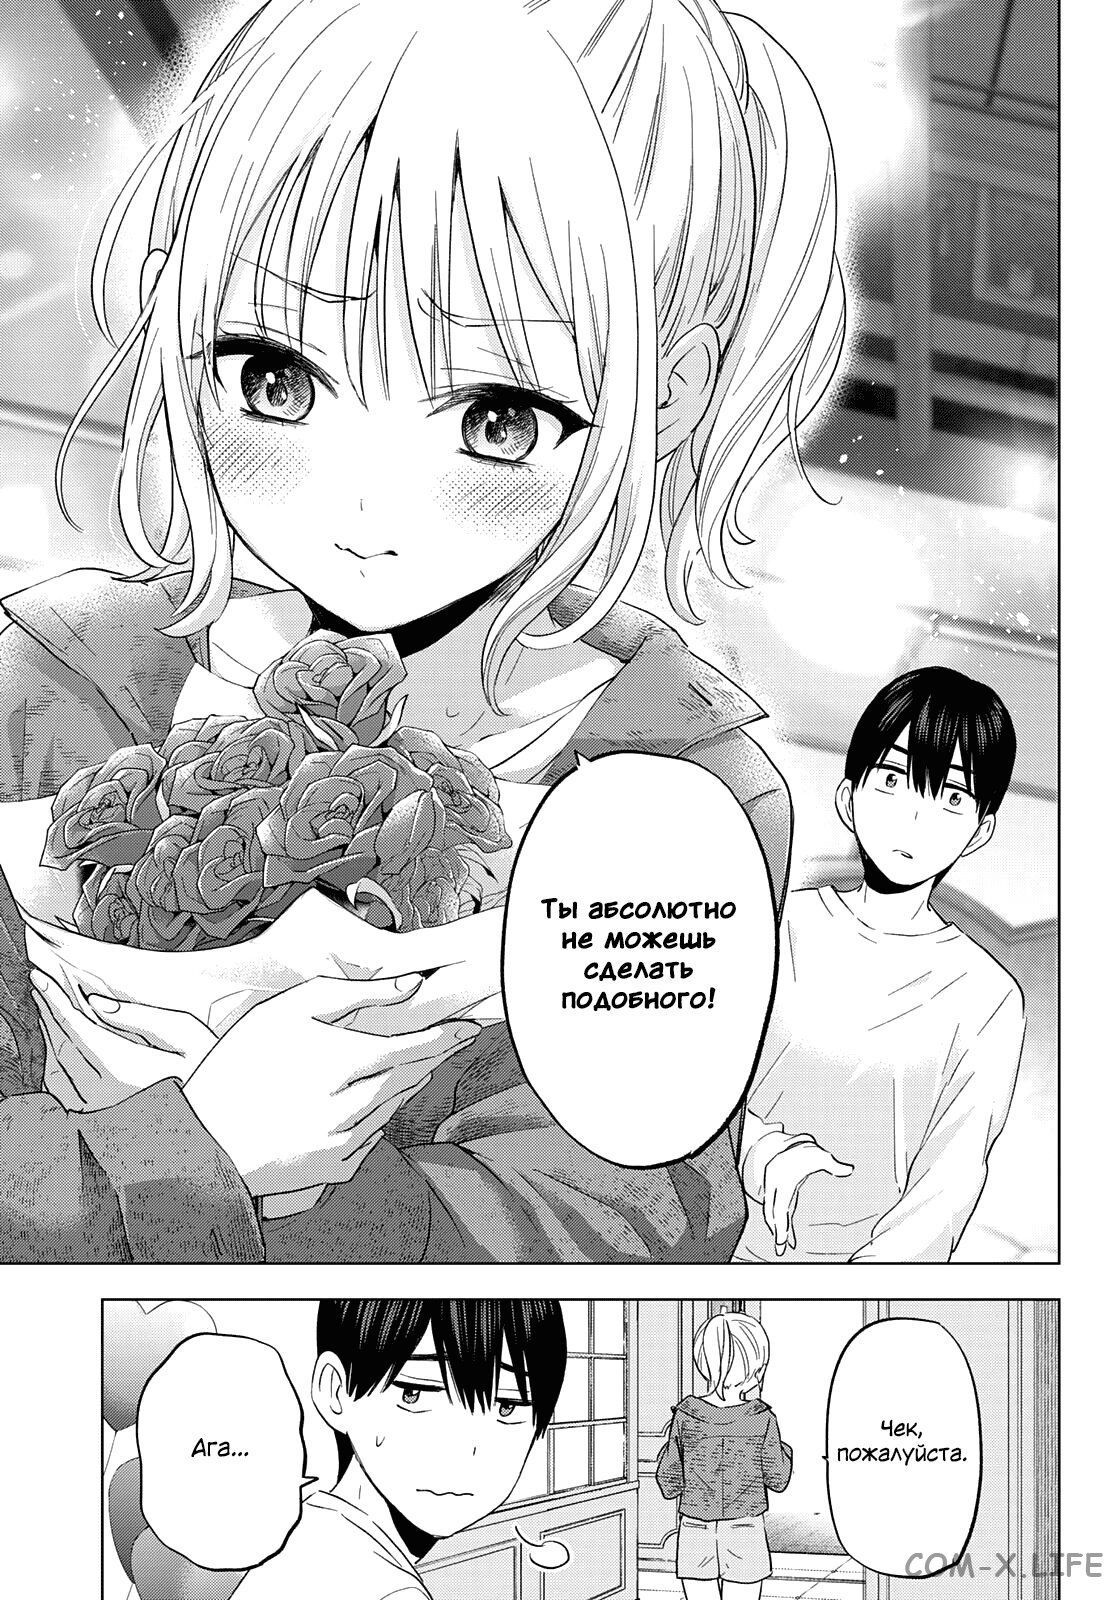 Ты абсолютно
не можешь
сделать
подобного!
Чек,
пожалуйста.
Ага...
COM-X.LIFE